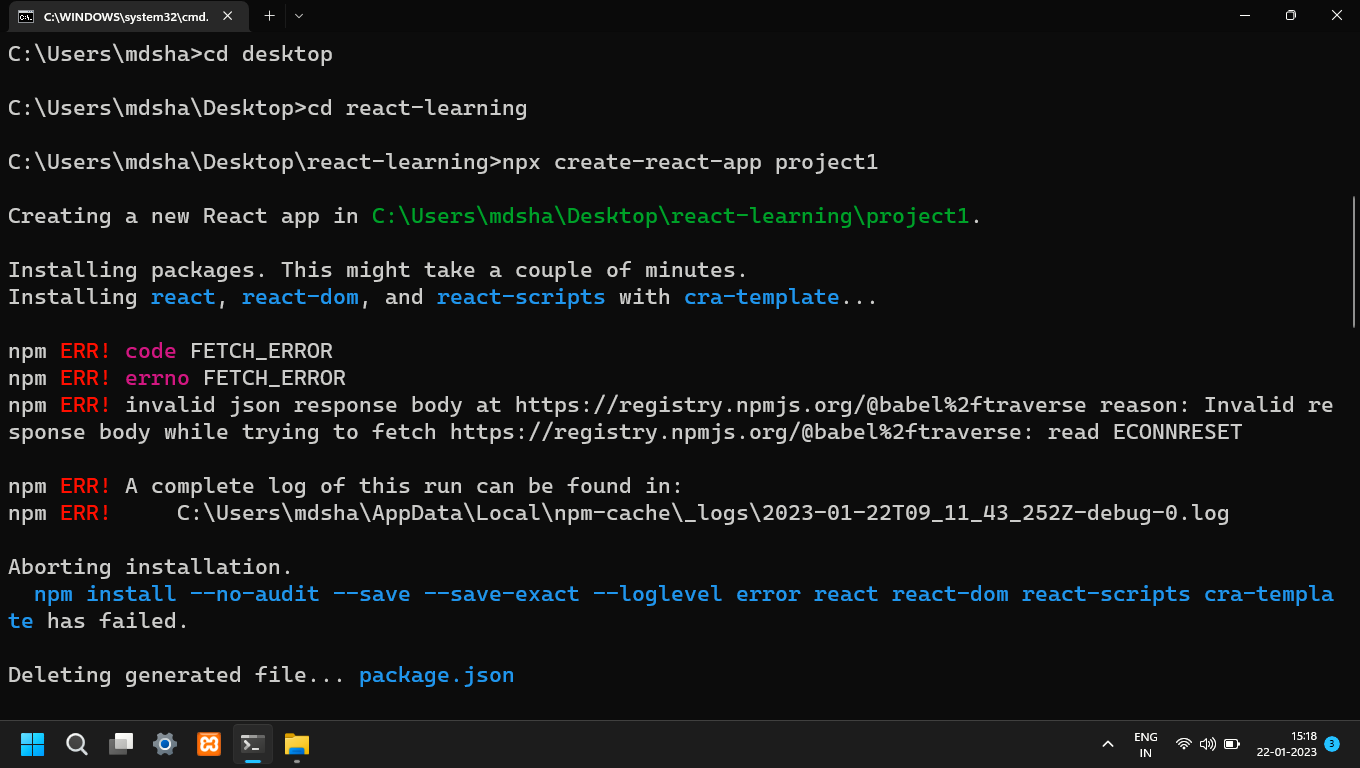 C:\WINDOWS\system32\cmd.
C:\Users\mdsha>cd desktop
C:\Users\mdsha\Desktop>cd react-learning
C:\Users\mdsha\Desktop\react-learning>npx create-react-app project1
Creating a new React app in C:\Users\mdsha\Desktop\react-learning\project1.
Installing packages. This might take a couple of minutes.
Installing react, react-dom, and react-scripts with cra-template...
npm ERR! code FETCH_ERROR
npm ERR! errno FETCH_ERROR
npm ERR! invalid json response body at https://registry.npmjs.org/@babel%2ftraverse reason: Invalid re
sponse body while trying to fetch https://registry.npmjs.org/@babel%2ftraverse: read ECONNRESET
npm ERR! A complete log of this run can be found in:
npm ERR!     C:\Users\mdsha\AppData\Local\npm-cache\_logs\2023-01-22T09_11_43_252Z-debug-0.log
Aborting installation.
  npm install --no-audit --save --save-exact --loglevel error react react-dom react-scripts cra-templa
te has failed.
Deleting generated file... package.json
ENG
IN
15:18
22-01-2023
3